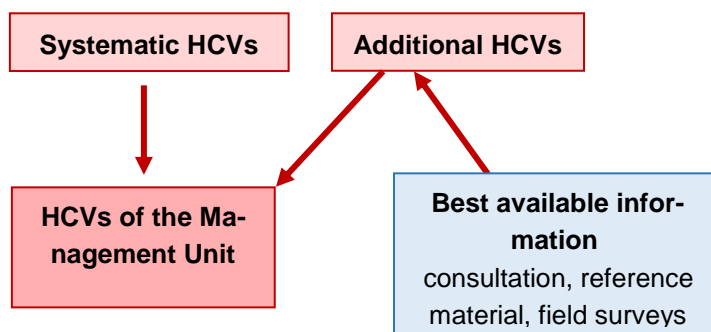 Systematic HCVs
Additional HCVs
HCVs of the Ma-
nagement Unit
Best available infor-
mation
consultation, reference
material, field surveys